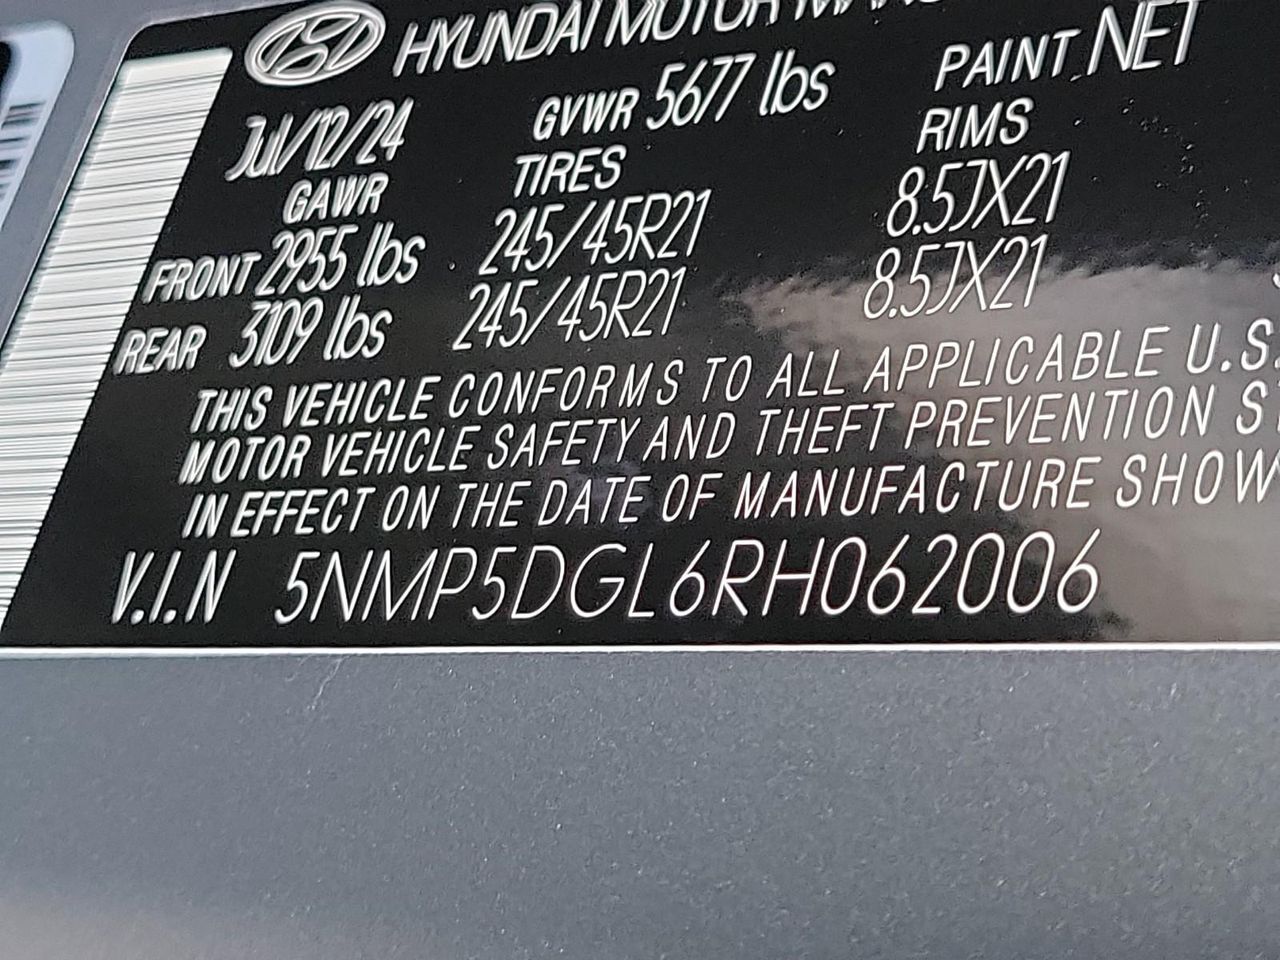 HYUNDAI MOTOR
Jul/12/24 GVWR 5677 lbs PAINT NET
GAWR TIRES RIMS
FRONT 2955 lbs 245/45R21 8.5JX21
REAR 3109 lbs 245/45R21 8.5JX21
THIS VEHICLE CONFORMS TO ALL APPLICABLE U.S.
MOTOR VEHICLE SAFETY AND THEFT PREVENTION
IN EFFECT ON THE DATE OF MANUFACTURE SHOW
V.I.N 5NMP5DGL6RH062006